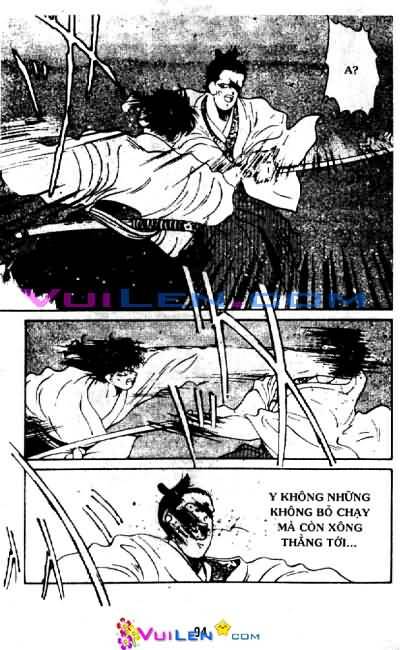 A?
VUILEN.COM
Y KHÔNG NHỮNG
KHÔNG BỎ CHẠY
MÀ CÒN XÔNG
THẲNG TỚI...
94
VUILEN.COM